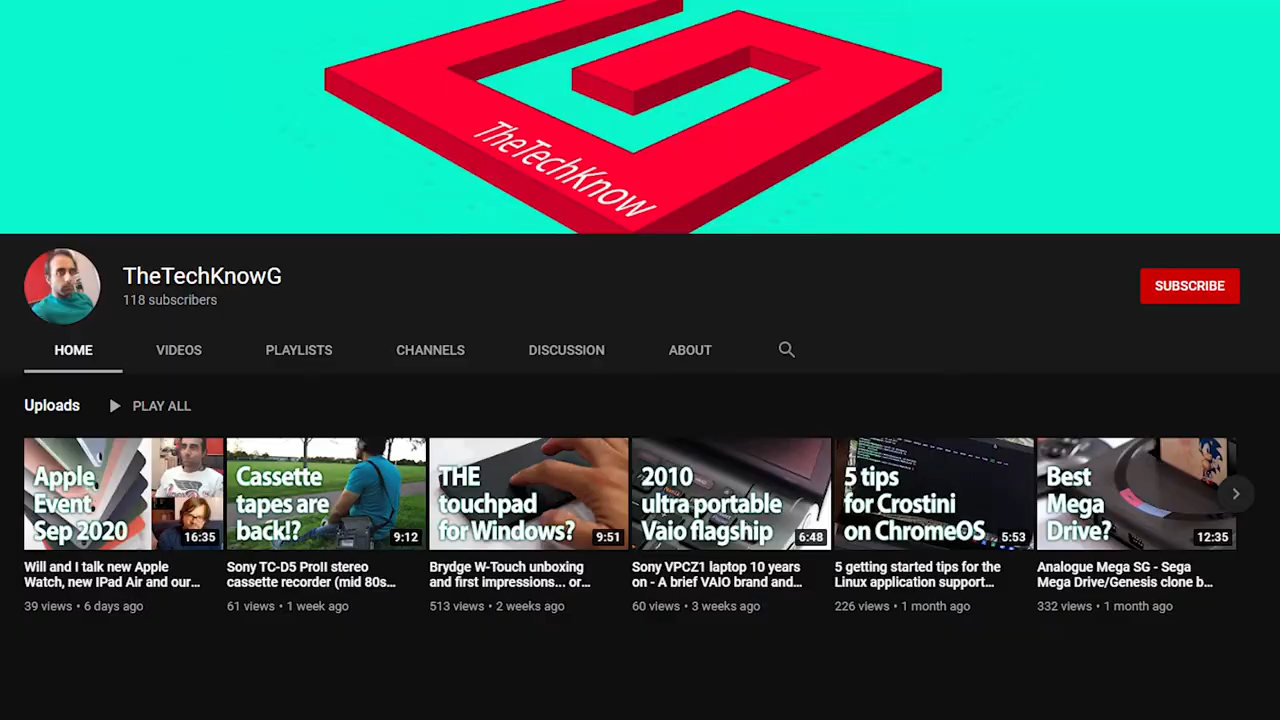 TheTechKnow
TheTechKnowG
118 subscribers
SUBSCRIBE
HOME
VIDEOS
PLAYLISTS
CHANNELS
DISCUSSION
ABOUT
Uploads
PLAY ALL
Apple
Event
Sep 2020
16:35
Will and I talk new Apple
Watch, new IPad Air and our...
39 views • 6 days ago
Cassette
tapes are
back!?
9:12
Sony TC-D5 ProII stereo
cassette recorder (mid 80s...
61 views • 1 week ago
THE
touchpad
for Windows?
9:51
Brydge W-Touch unboxing
and first impressions... or...
513 views • 2 weeks ago
2010
ultra portable
Vaio flagship
6:48
Sony VPCZ1 laptop 10 years
on - A brief VAIO brand and...
60 views • 3 weeks ago
5 tips
for Crostini
on ChromeOS
5:53
5 getting started tips for the
Linux application support...
226 views • 1 month ago
Best
Mega
Drive?
12:35
Analogue Mega SG - Sega
Mega Drive/Genesis clone b...
332 views • 1 month ago